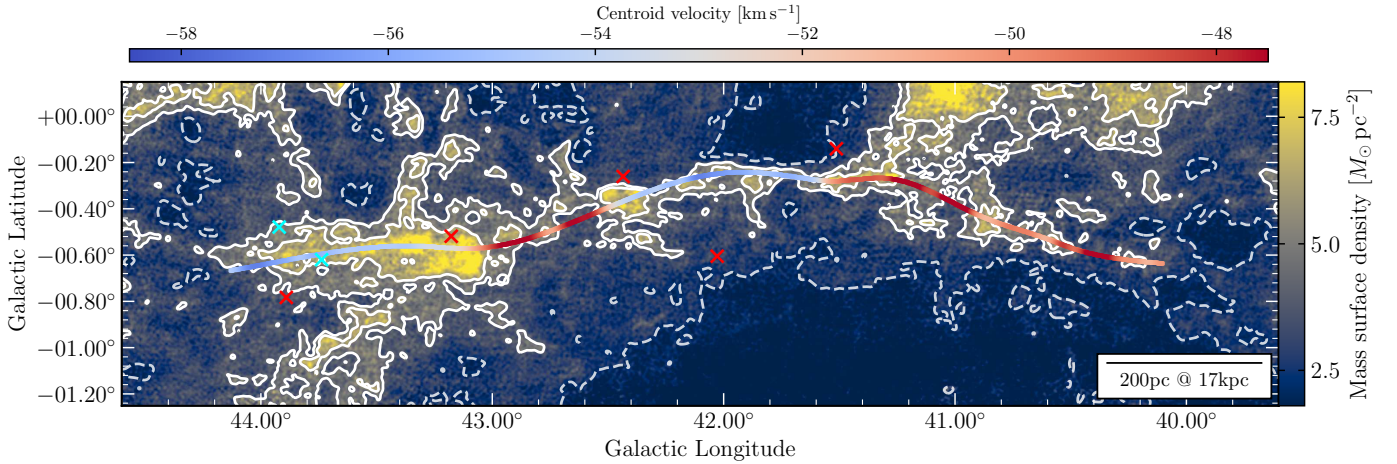 Centroid velocity [km s⁻¹]
−58 −56 −54 −52 −50 −48
Galactic Latitude
+00.00°
−00.20°
−00.40°
−00.60°
−00.80°
−01.00°
−01.20°
7.5
5.0
2.5
Mass surface density [M⊙ pc⁻²]
200pc @ 17kpc
44.00° 43.00° 42.00° 41.00° 40.00°
Galactic Longitude